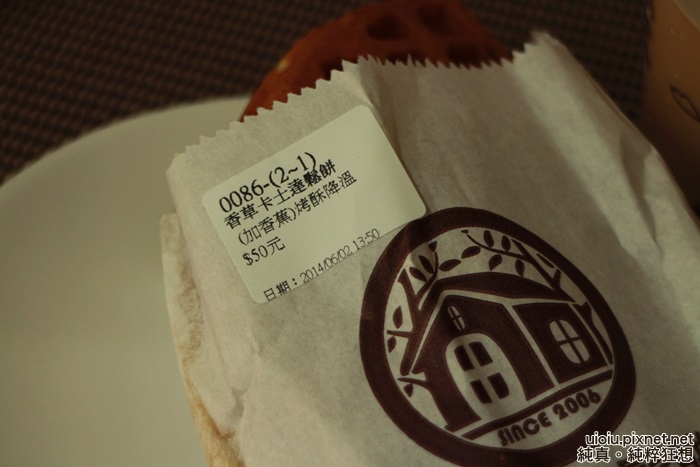 0086-(2~1)
香草卡士達鬆餅
(加香蕉)烤酥降溫
$50元
日期：2014/06/02 13:50
SINCE 2006
uioiu.pixnet.net
純真・純粹狂想